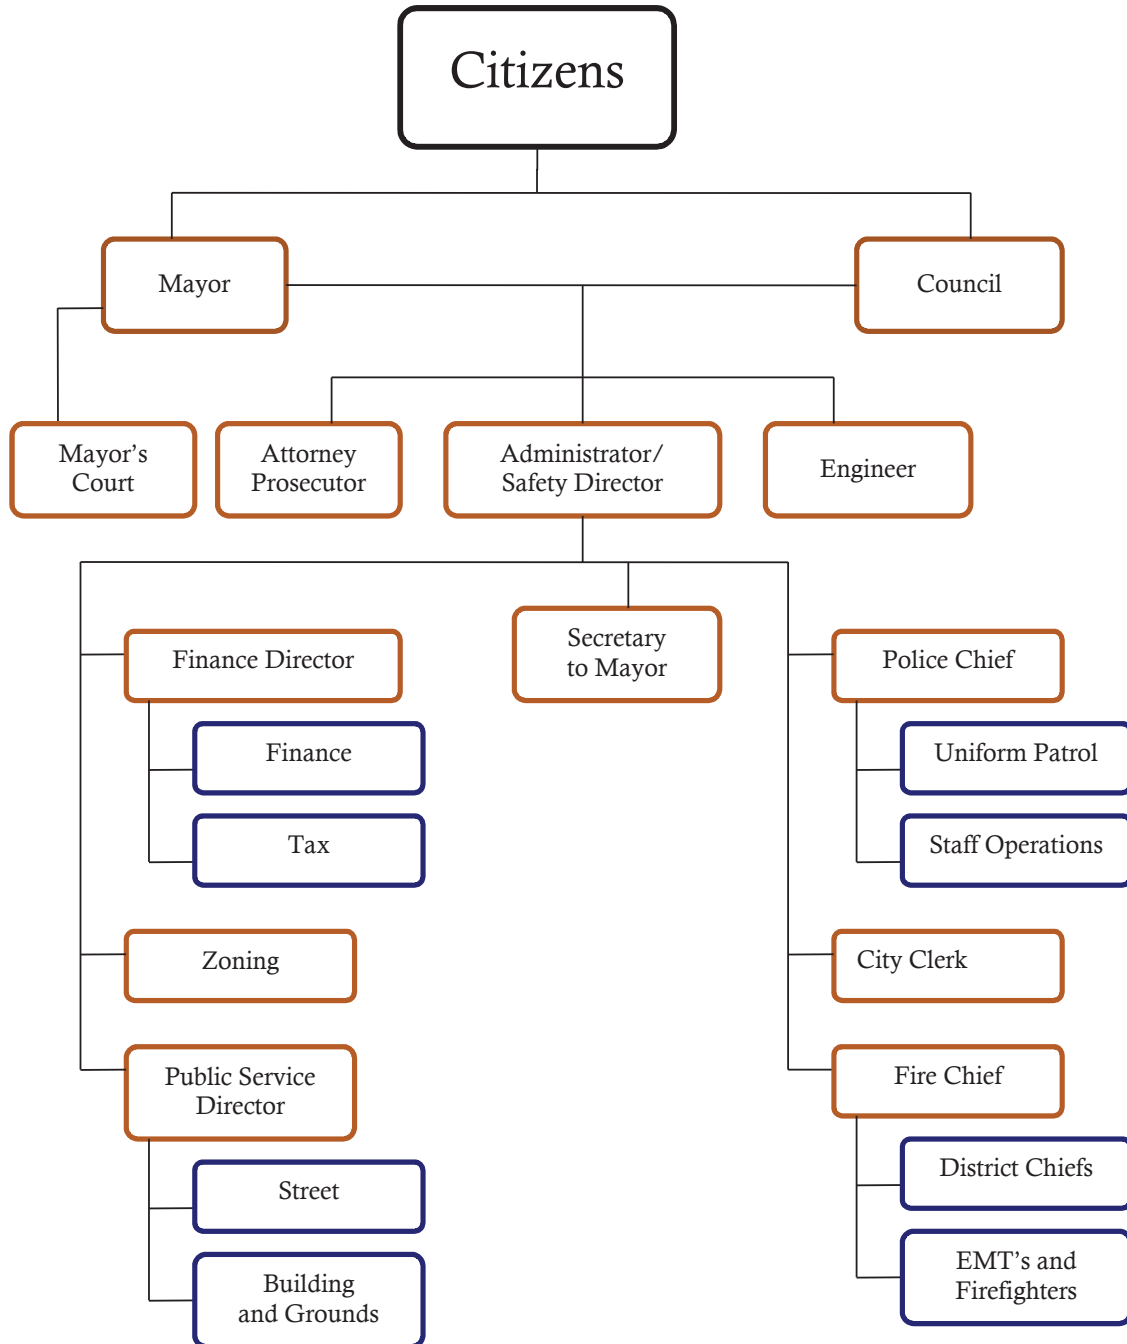 Citizens
Mayor
Council
Mayor’s
Court
Attorney
Prosecutor
Administrator/
Safety Director
Engineer
Finance Director
Secretary
to Mayor
Police Chief
Finance
Uniform Patrol
Tax
Staff Operations
Zoning
City Clerk
Public Service
Director
Fire Chief
Street
District Chiefs
Building
and Grounds
EMT’s and
Firefighters